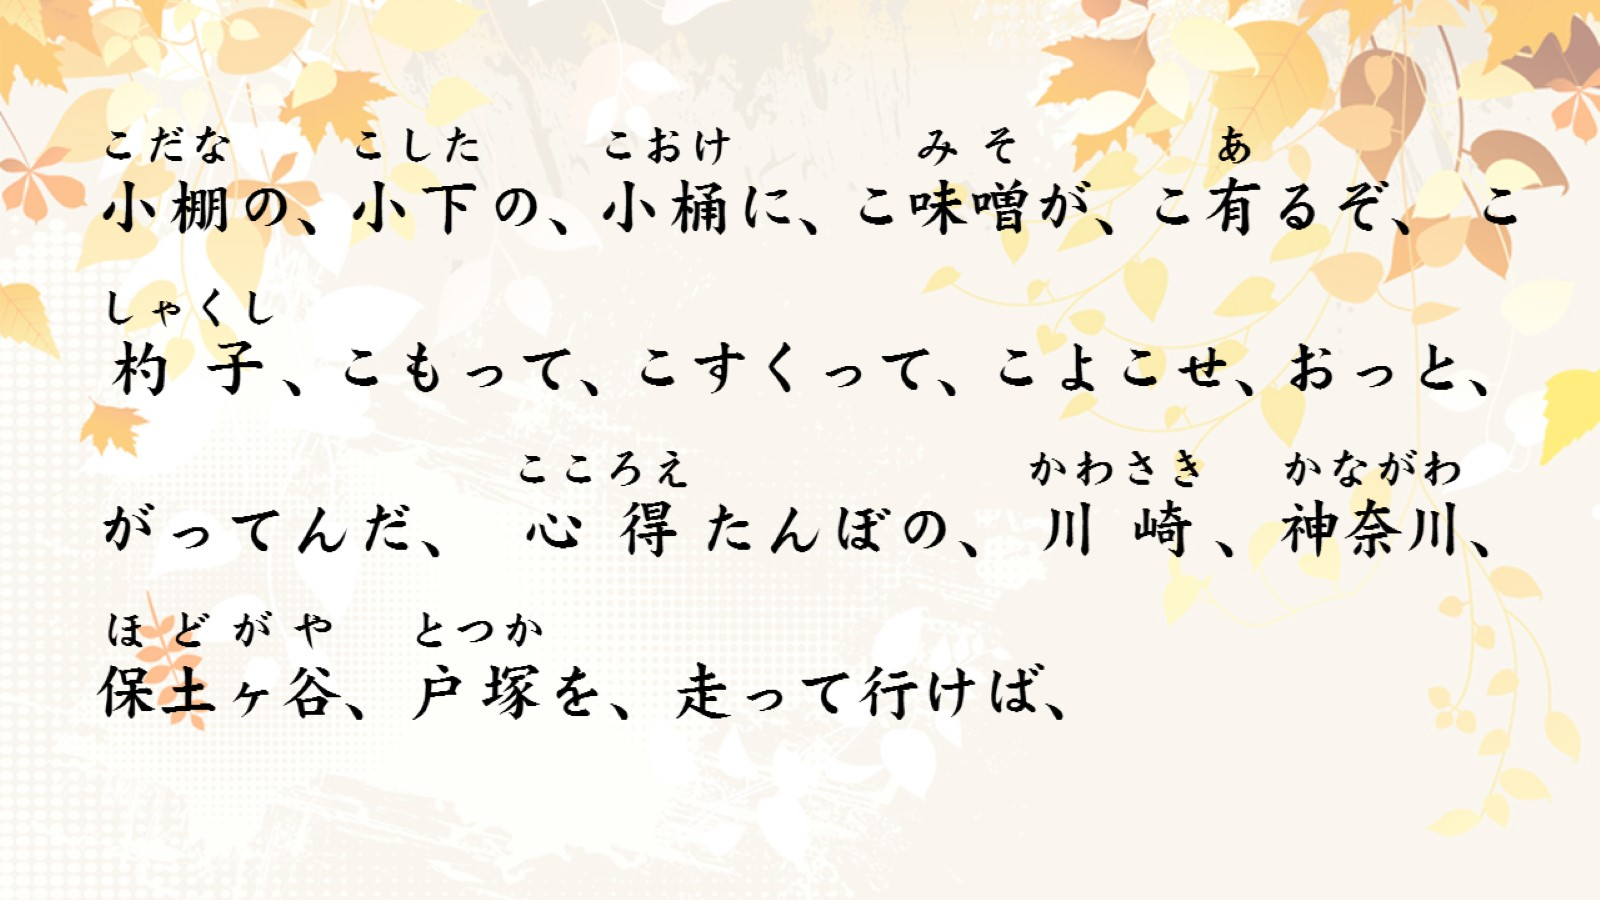 こだな こした こおけ みそ あ
小棚の、小下の、小桶に、こ味噌が、こ有るぞ、こ
しゃくし
杓子、こもって、こすくって、こよこせ、おっと、
こころえ かわさき かながわ
がってんだ、心得たんぼの、川崎、神奈川、
ほどがや とつか
保土ヶ谷、戸塚を、走って行けば、